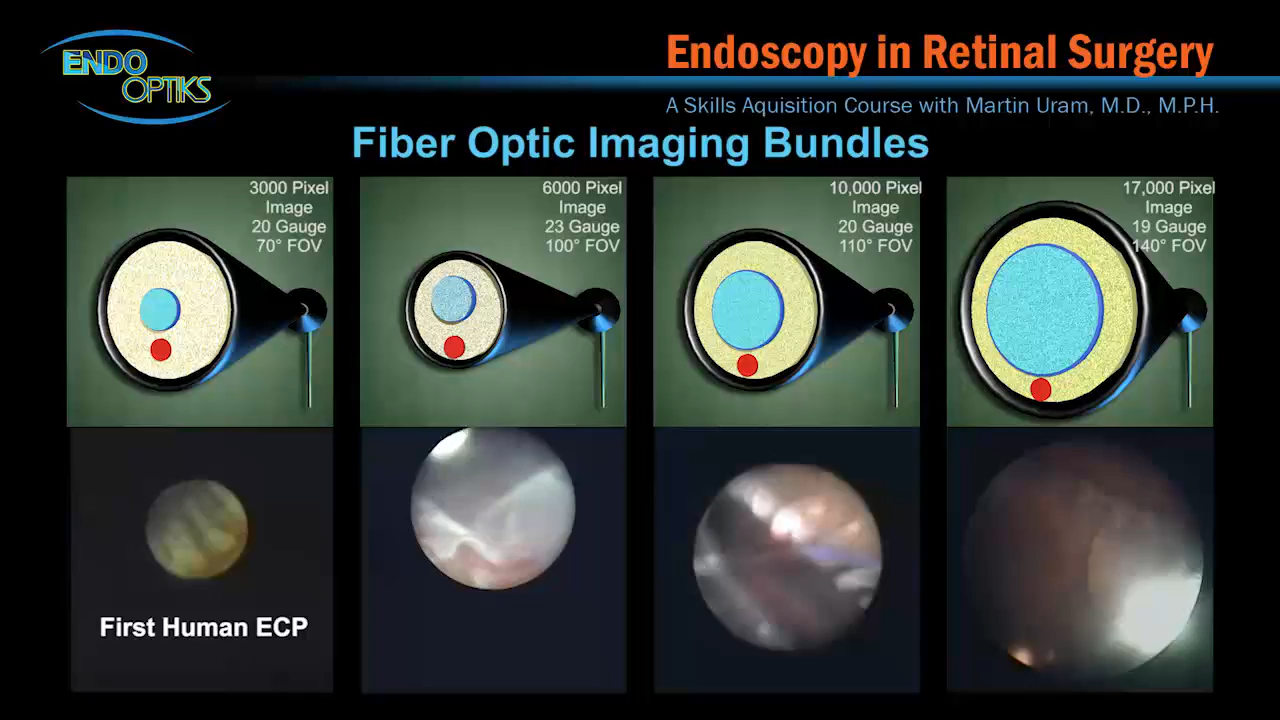 ENDO
OPTIKS
Endoscopy in Retinal Surgery
A Skills Aquisition Course with Martin Uram, M.D., M.P.H.
Fiber Optic Imaging Bundles
3000 Pixel
Image
20 Gauge
70° FOV
6000 Pixel
Image
23 Gauge
100° FOV
10,000 Pixel
Image
20 Gauge
110° FOV
17,000 Pixel
Image
19 Gauge
140° FOV
First Human ECP